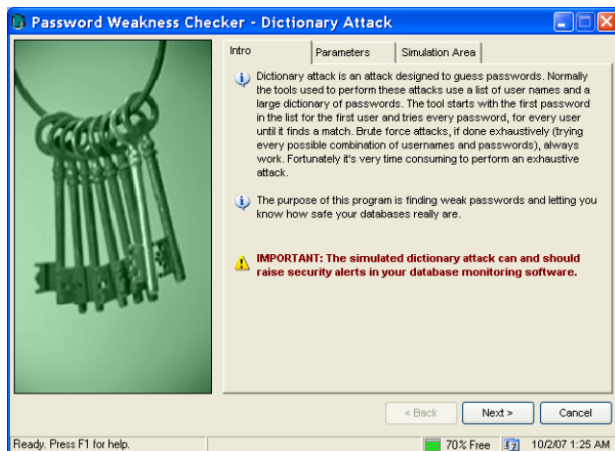 Password Weakness Checker - Dictionary Attack
Intro
Parameters
Simulation Area
Dictionary attack is an attack designed to guess passwords. Normally
the tools used to perform these attacks use a list of user names and a
large dictionary of passwords. The tool starts with the first password
in the list for the first user and tries every password, for every user
until it finds a match. Brute force attacks, if done exhaustively (trying
every possible combination of usernames and passwords), always
work. Fortunately it's very time consuming to perform an exhaustive
attack.
The purpose of this program is finding weak passwords and letting you
know how safe your databases really are.
IMPORTANT: The simulated dictionary attack can and should
raise security alerts in your database monitoring software.
< Back
Next >
Cancel
Ready. Press F1 for help.
70% Free
10/2/07 1:25 AM